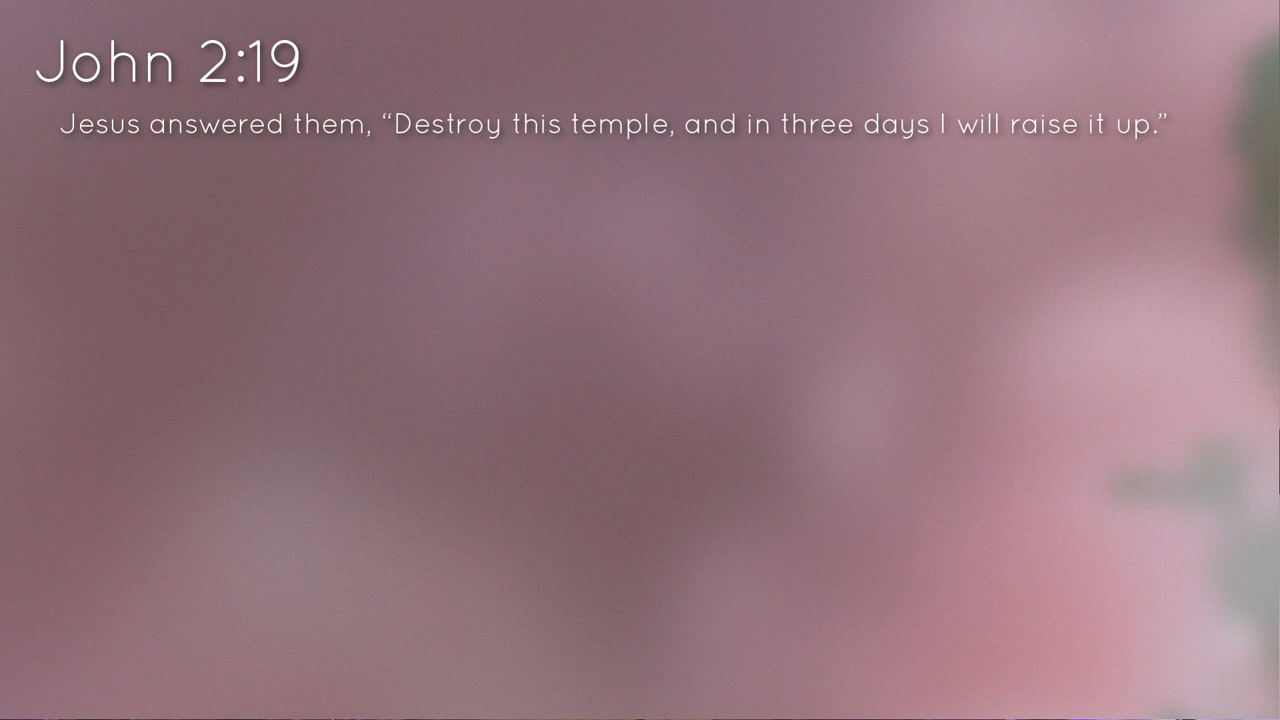 John 2:19
Jesus answered them, “Destroy this temple, and in three days I will raise it up.”